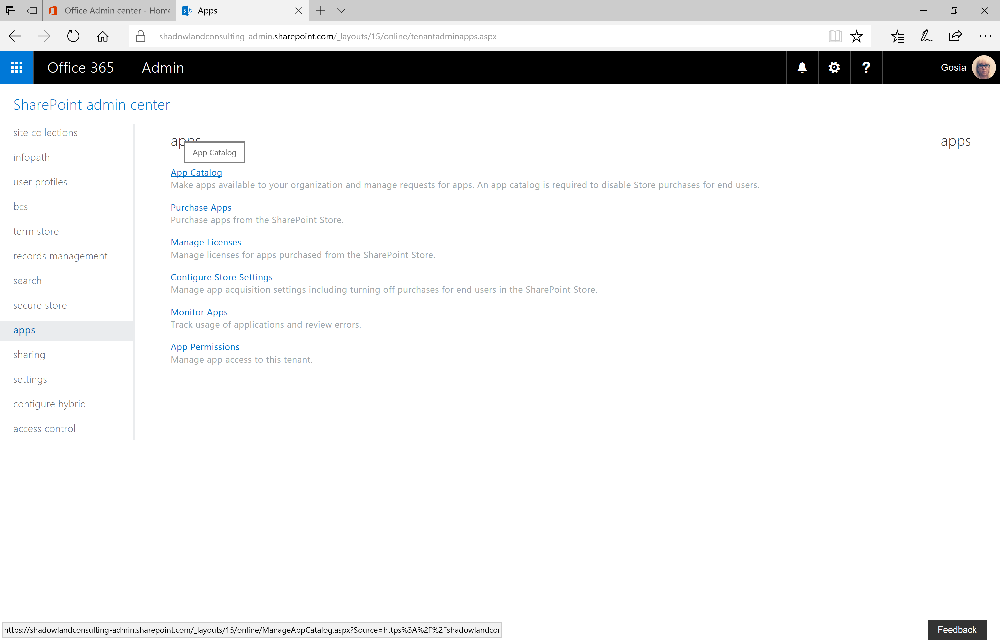 Office Admin center - Home
Apps
shadowlandconsulting-admin.sharepoint.com/_layouts/15/online/tenantadminapps.aspx
Office 365
Admin
Gosia
SharePoint admin center
site collections
infopath
user profiles
bcs
term store
records management
search
secure store
apps
sharing
settings
configure hybrid
access control
apps
apps
App Catalog
App Catalog
Make apps available to your organization and manage requests for apps. An app catalog is required to disable Store purchases for end users.
Purchase Apps
Purchase apps from the SharePoint Store.
Manage Licenses
Manage licenses for apps purchased from the SharePoint Store.
Configure Store Settings
Manage app acquisition settings including turning off purchases for end users in the SharePoint Store.
Monitor Apps
Track usage of applications and review errors.
App Permissions
Manage app access to this tenant.
https://shadowlandconsulting-admin.sharepoint.com/_layouts/15/online/ManageAppCatalog.aspx?Source=https%3A%2F%2Fshadowlandcor
Feedback